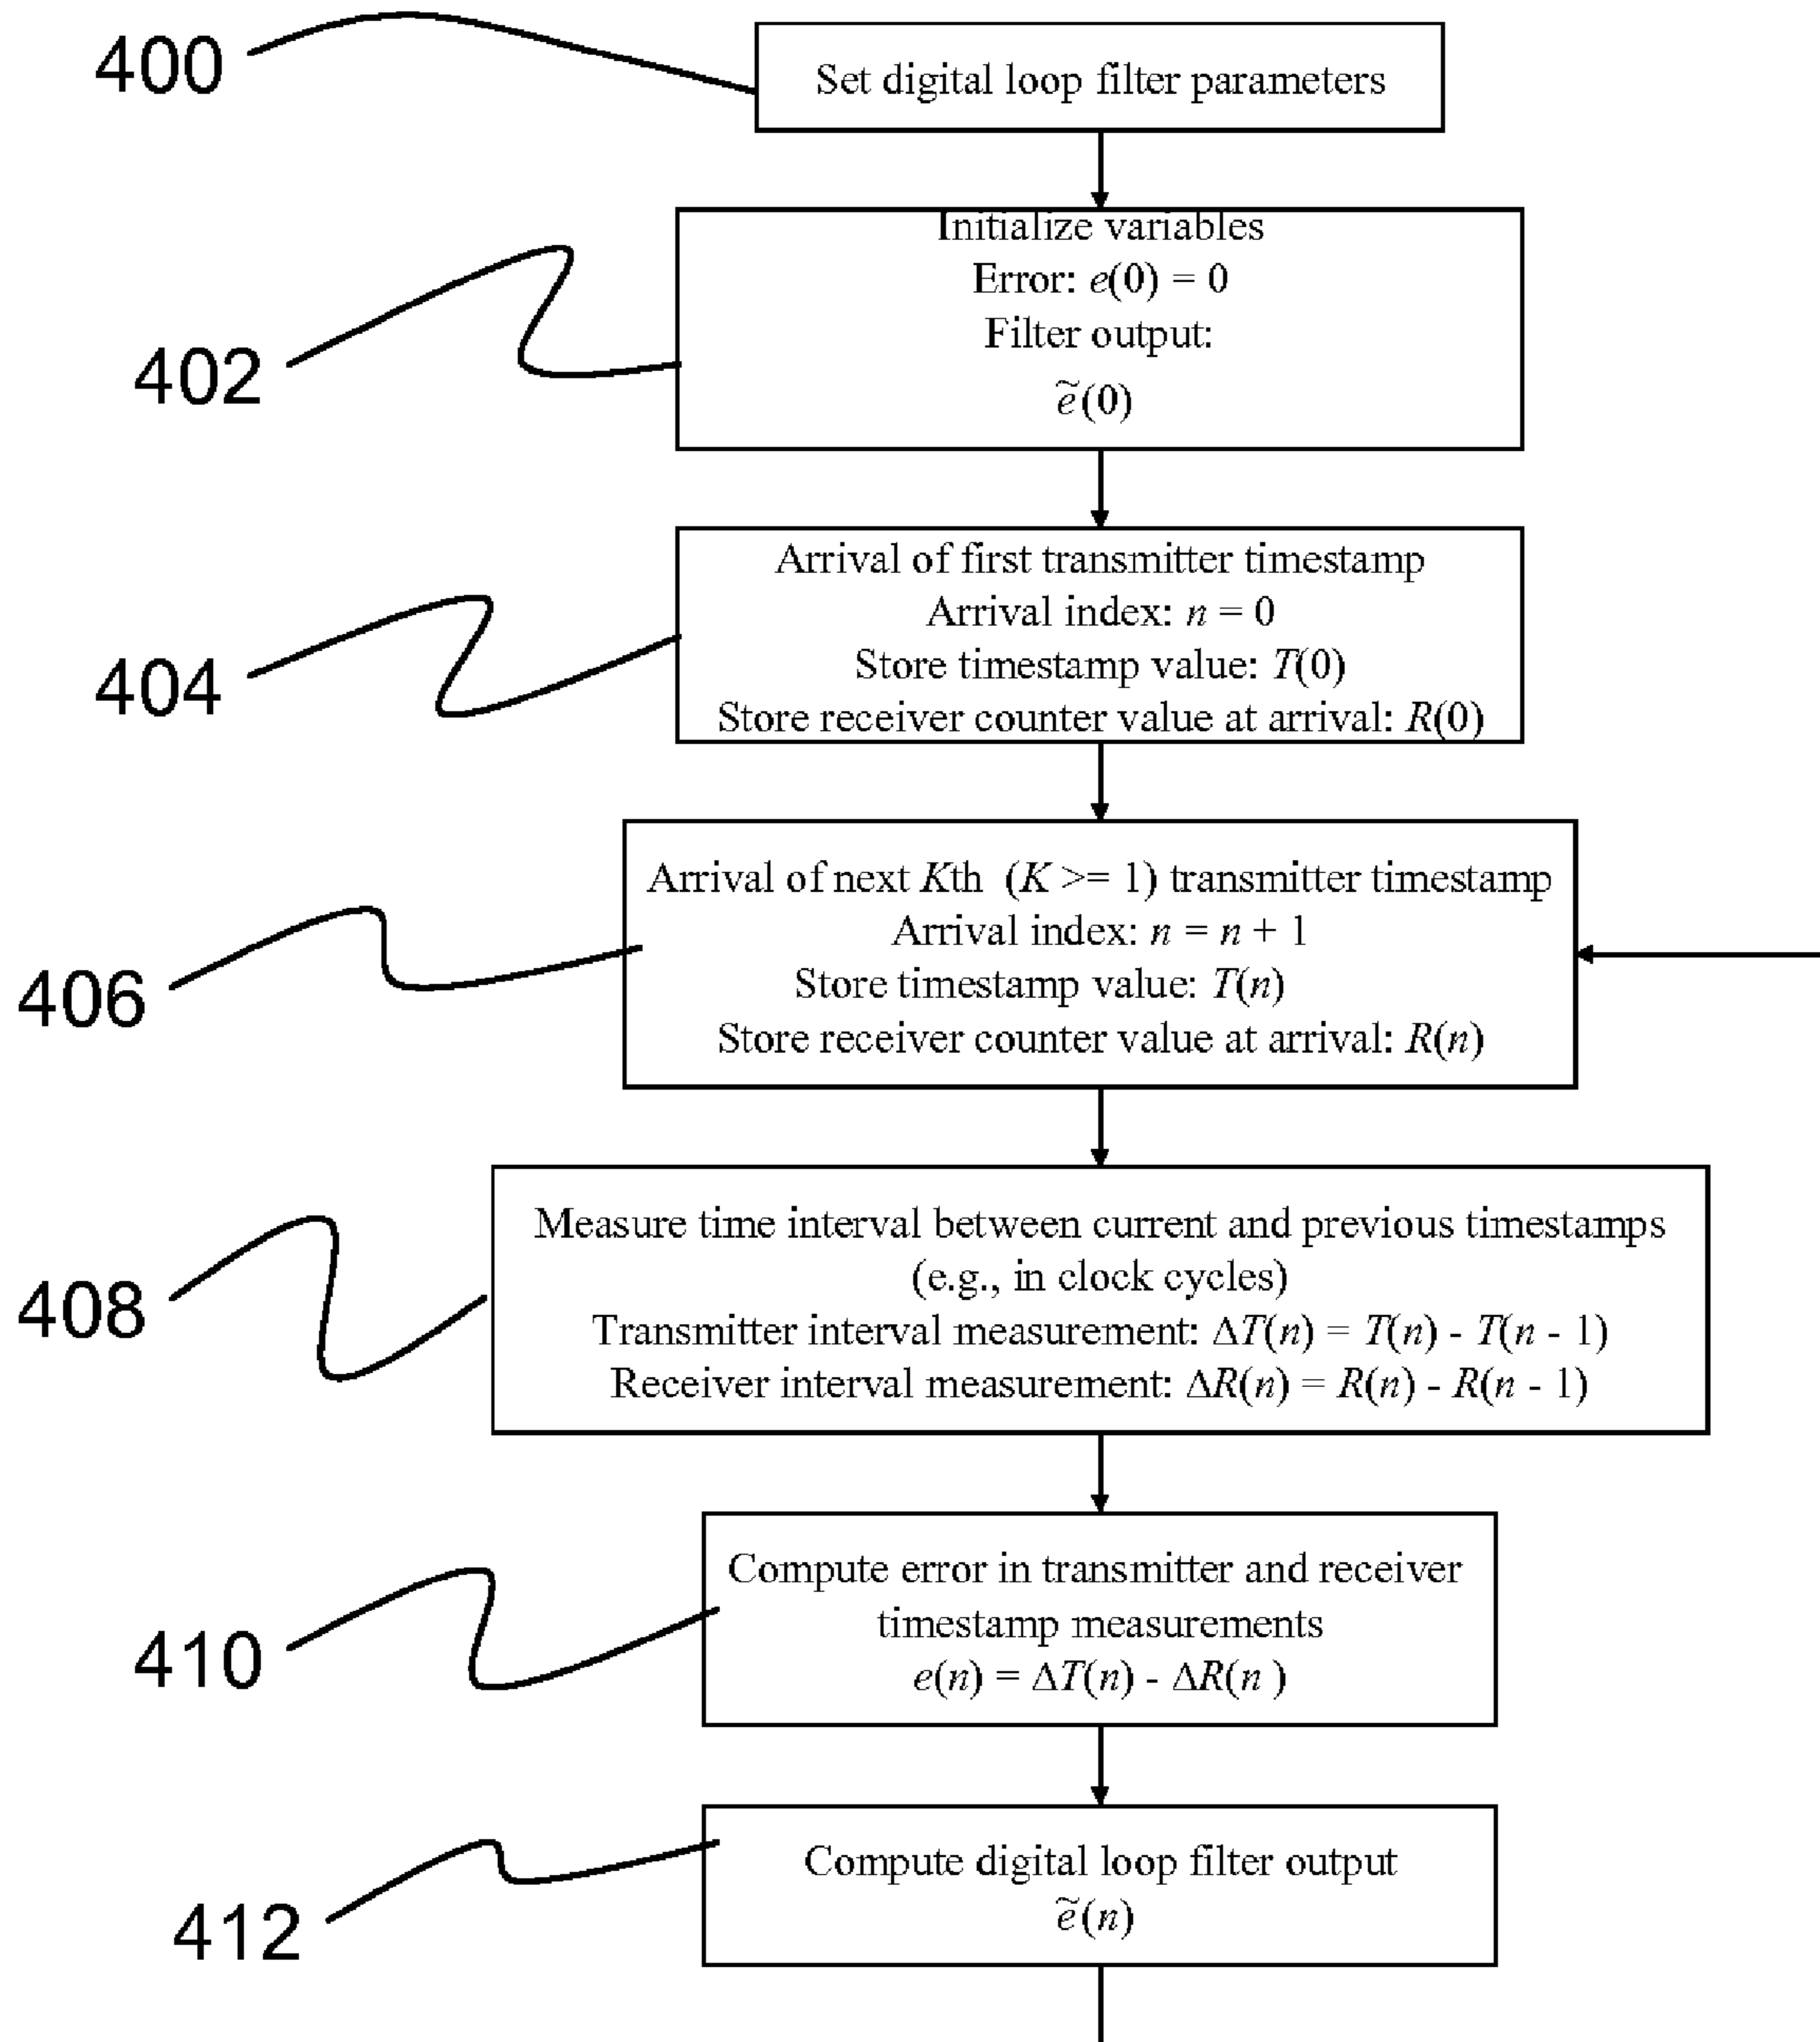 400
Set digital loop filter parameters
402
Initialize variables
Error: e(0) = 0
Filter output:
ẽ(0)
404
Arrival of first transmitter timestamp
Arrival index: n = 0
Store timestamp value: T(0)
Store receiver counter value at arrival: R(0)
406
Arrival of next Kth (K >= 1) transmitter timestamp
Arrival index: n = n + 1
Store timestamp value: T(n)
Store receiver counter value at arrival: R(n)
408
Measure time interval between current and previous timestamps
(e.g., in clock cycles)
Transmitter interval measurement: ΔT(n) = T(n) - T(n - 1)
Receiver interval measurement: ΔR(n) = R(n) - R(n - 1)
410
Compute error in transmitter and receiver
timestamp measurements
e(n) = ΔT(n) - ΔR(n )
412
Compute digital loop filter output
ẽ(n)